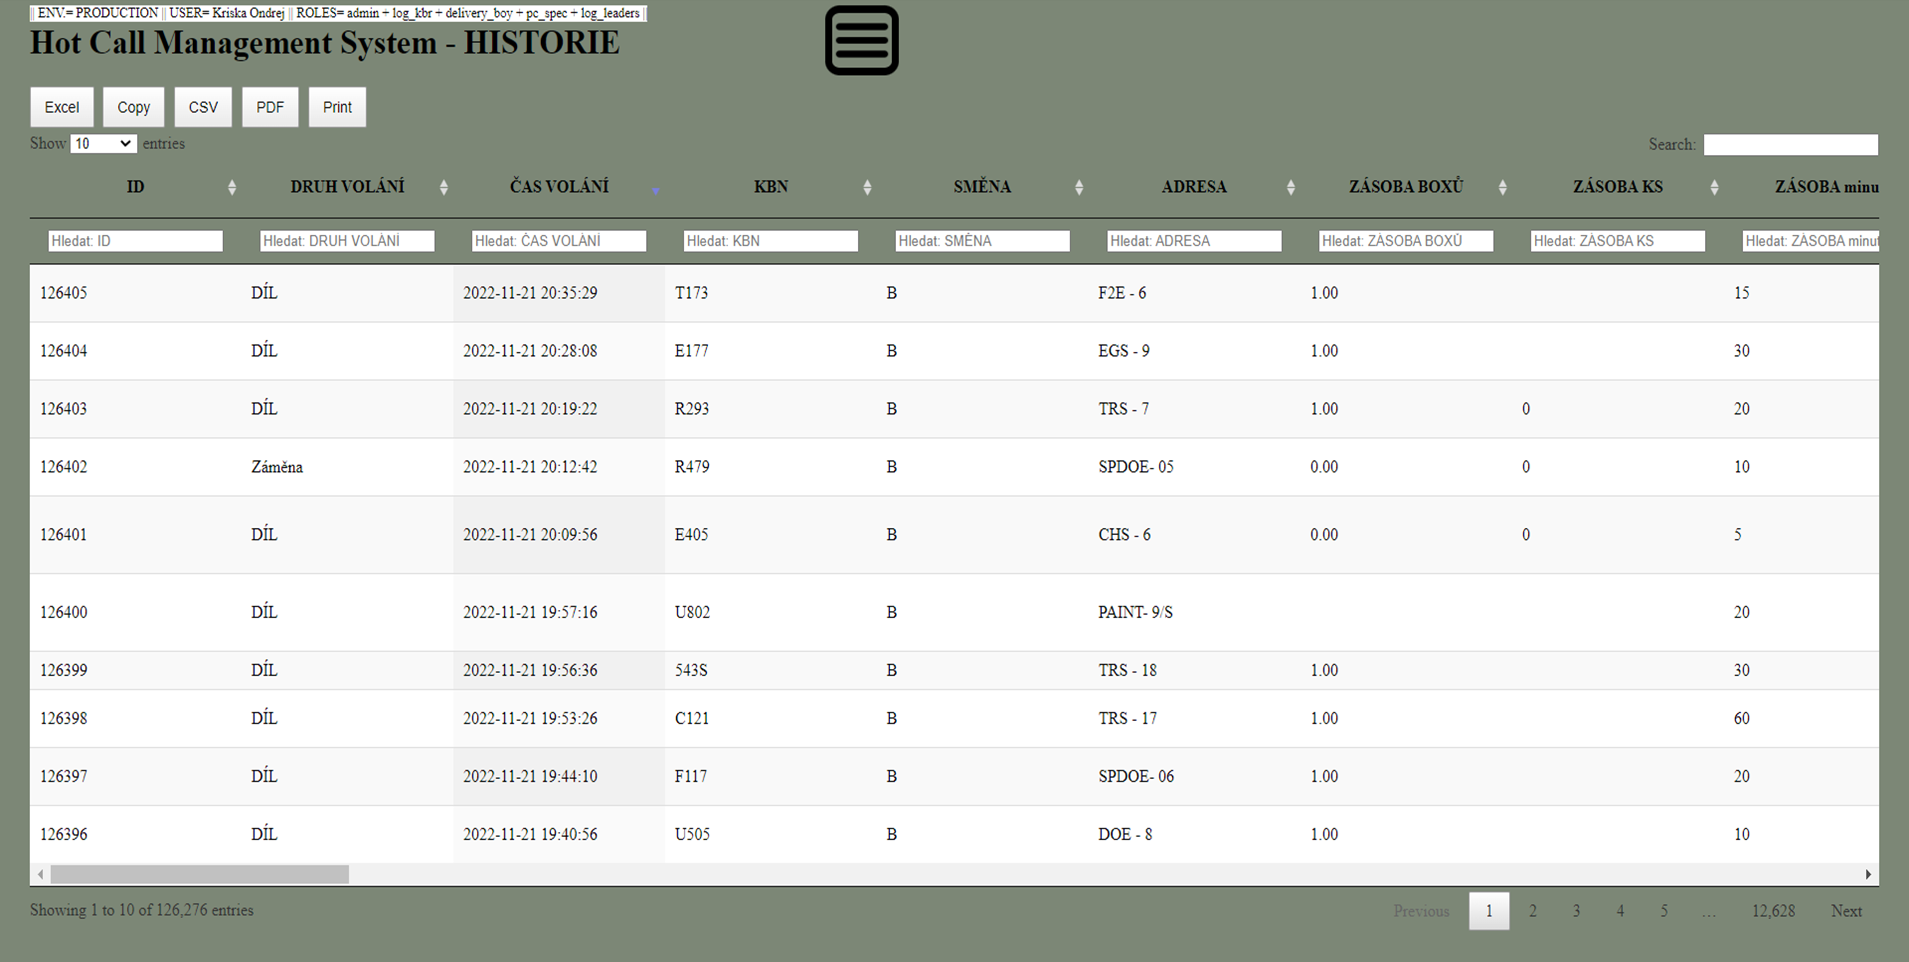 || ENV.= PRODUCTION || USER= Kriska Ondrej || ROLES= admin + log_kbr + delivery_boy + pc_spec + log_leaders ||
Hot Call Management System - HISTORIE
Excel Copy CSV PDF Print
Show 10 entries Search:
ID DRUH VOLÁNÍ ČAS VOLÁNÍ KBN SMĚNA ADRESA ZÁSOBA BOXŮ ZÁSOBA KS ZÁSOBA minu
Hledat: ID Hledat: DRUH VOLÁNÍ Hledat: ČAS VOLÁNÍ Hledat: KBN Hledat: SMĚNA Hledat: ADRESA Hledat: ZÁSOBA BOXŮ Hledat: ZÁSOBA KS Hledat: ZÁSOBA minut
126405 DÍL 2022-11-21 20:35:29 T173 B F2E - 6 1.00 15
126404 DÍL 2022-11-21 20:28:08 E177 B EGS - 9 1.00 30
126403 DÍL 2022-11-21 20:19:22 R293 B TRS - 7 1.00 0 20
126402 Záměna 2022-11-21 20:12:42 R479 B SPDOE- 05 0.00 0 10
126401 DÍL 2022-11-21 20:09:56 E405 B CHS - 6 0.00 0 5
126400 DÍL 2022-11-21 19:57:16 U802 B PAINT- 9/S 20
126399 DÍL 2022-11-21 19:56:36 543S B TRS - 18 1.00 30
126398 DÍL 2022-11-21 19:53:26 C121 B TRS - 17 1.00 60
126397 DÍL 2022-11-21 19:44:10 F117 B SPDOE- 06 1.00 20
126396 DÍL 2022-11-21 19:40:56 U505 B DOE - 8 1.00 10
Showing 1 to 10 of 126,276 entries Previous 1 2 3 4 5 … 12,628 Next